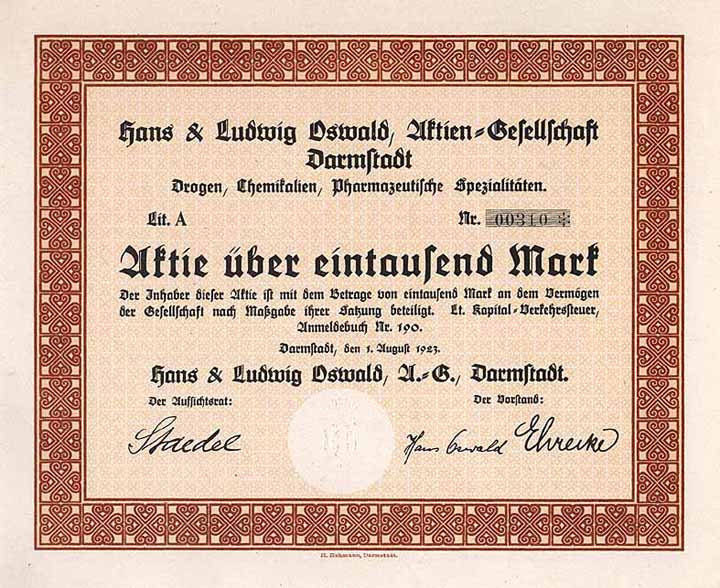 Hans & Ludwig Oswald, Aktien-Gesellschaft
Darmstadt
Drogen, Chemikalien, Pharmazeutische Spezialitäten.
Lit. A Nr. 00310 *
Aktie über eintausend Mark
Der Inhaber dieser Aktie ist mit dem Betrage von eintausend Mark an dem Vermögen
der Gesellschaft nach Maßgabe ihrer Satzung beteiligt. Lt. Kapital-Verkehrssteuer,
Anmeldebuch Nr. 190.
Darmstadt, den 1. August 1923.
Hans & Ludwig Oswald, A.-G., Darmstadt.
Der Aufsichtsrat: Der Vorstand:
Staedel Hans Oswald Ehrecke
H. Hohmann, Darmstadt.